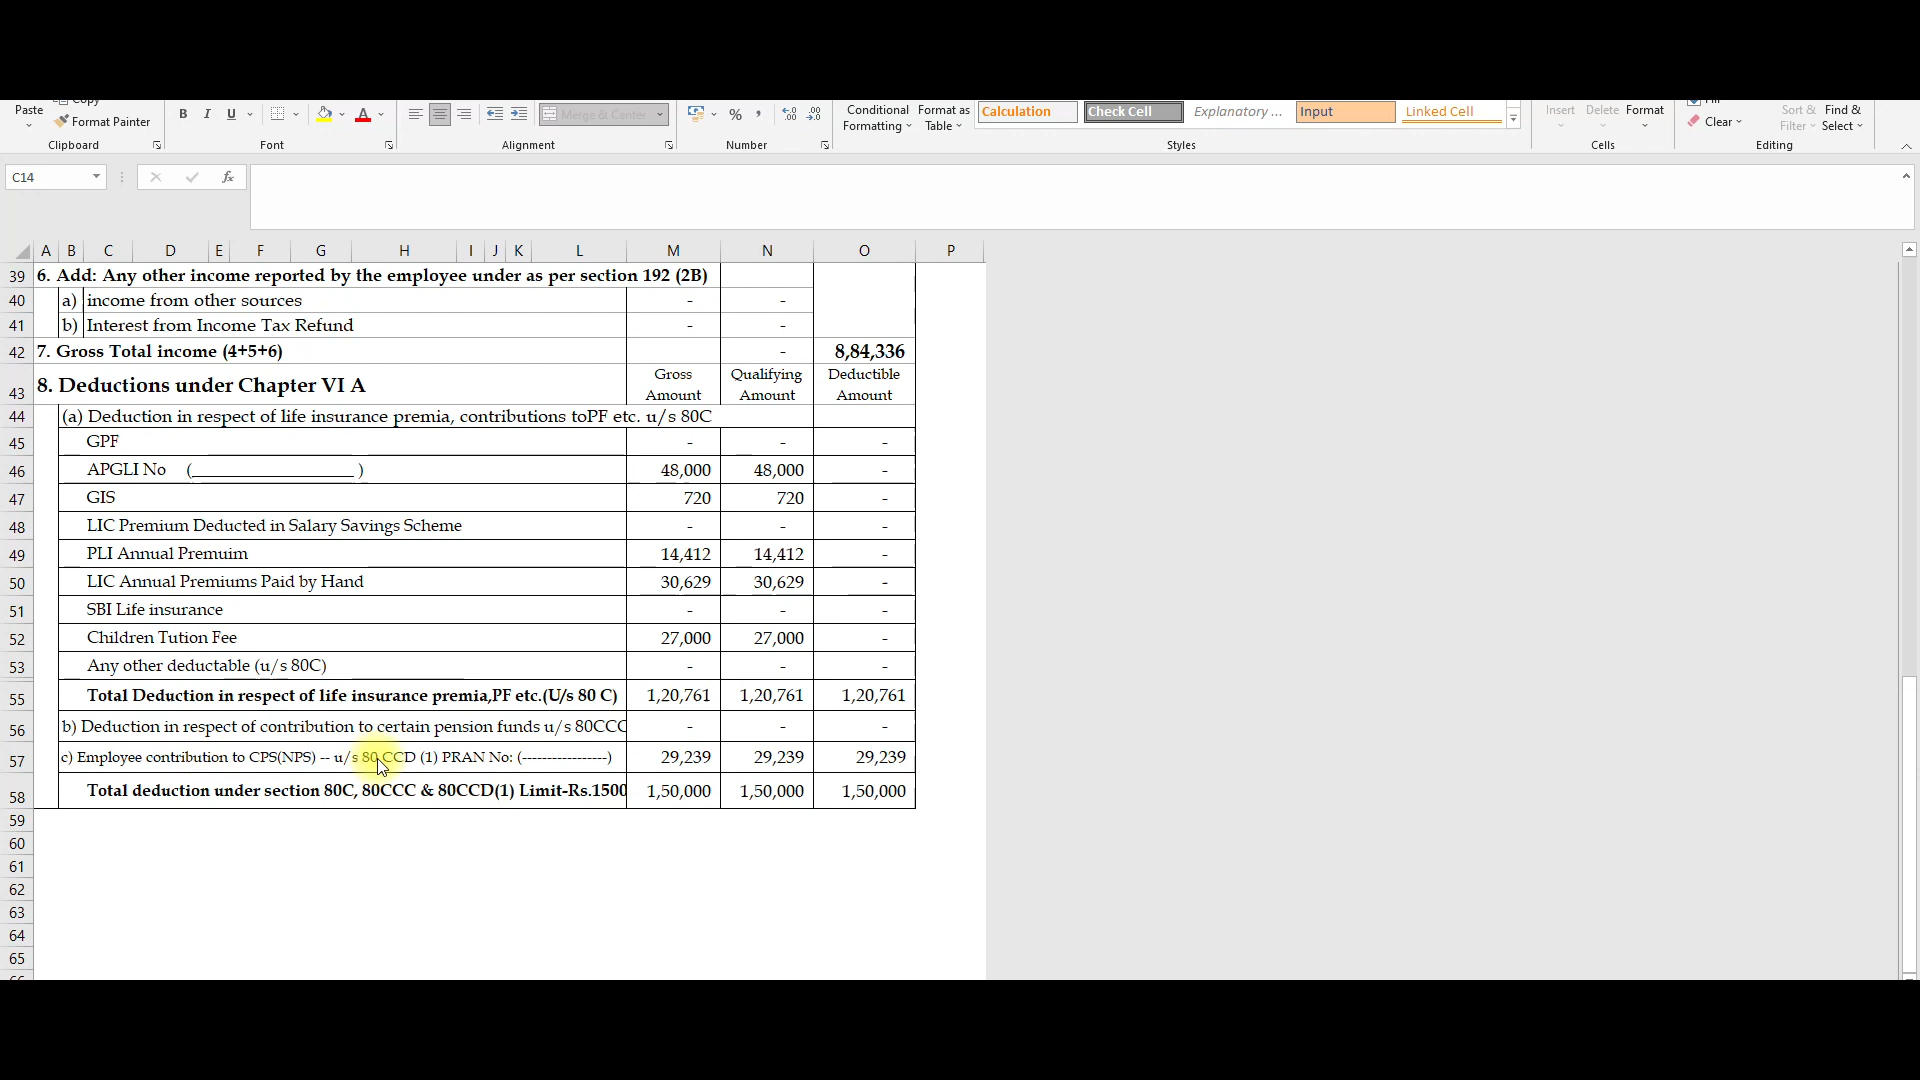 Paste Copy
Format Painter
B I U A
Merge & Center
% ,
Conditional Formatting
Format as Table
Calculation Check Cell Explanatory ... Input Linked Cell
Insert Delete Format
Clear
Sort & Filter
Find & Select
Clipboard Font Alignment Number Styles Cells Editing
C14 fx
A B C D E F G H I J K L M N O P
39 6. Add: Any other income reported by the employee under as per section 192 (2B)
40 a) income from other sources - -
41 b) Interest from Income Tax Refund - -
42 7. Gross Total income (4+5+6) - 8,84,336
43 8. Deductions under Chapter VI A Gross Amount Qualifying Amount Deductible Amount
44 (a) Deduction in respect of life insurance premia, contributions toPF etc. u/s 80C
45 GPF - - -
46 APGLI No (____________________ ) 48,000 48,000 -
47 GIS 720 720 -
48 LIC Premium Deducted in Salary Savings Scheme - - -
49 PLI Annual Premuim 14,412 14,412 -
50 LIC Annual Premiums Paid by Hand 30,629 30,629 -
51 SBI Life insurance - - -
52 Children Tution Fee 27,000 27,000 -
53 Any other deductable (u/s 80C) - - -
55 Total Deduction in respect of life insurance premia,PF etc.(U/s 80 C) 1,20,761 1,20,761 1,20,761
56 b) Deduction in respect of contribution to certain pension funds u/s 80CCC - - -
57 c) Employee contribution to CPS(NPS) -- u/s 80 CCD (1) PRAN No: (-----------------) 29,239 29,239 29,239
58 Total deduction under section 80C, 80CCC & 80CCD(1) Limit-Rs.1500 1,50,000 1,50,000 1,50,000
59
60
61
62
63
64
65